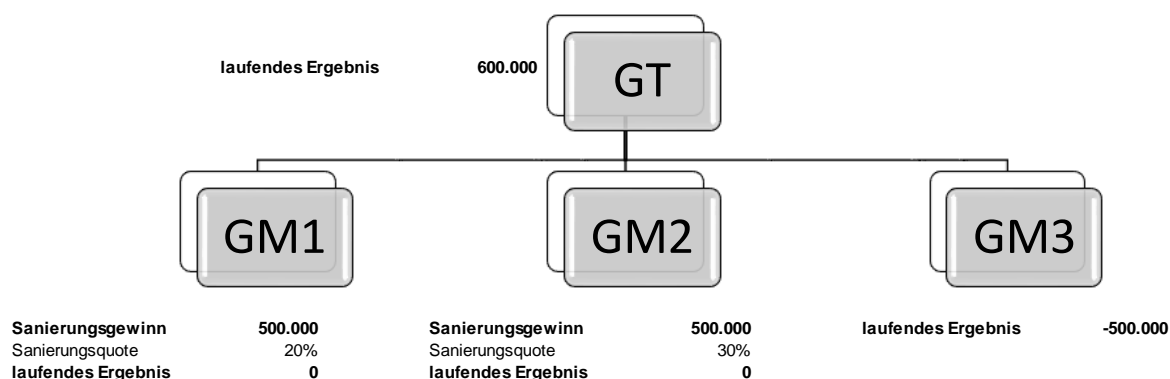 laufendes Ergebnis 600.000
GT
GM1 GM2 GM3
Sanierungsgewinn 500.000 Sanierungsgewinn 500.000 laufendes Ergebnis -500.000
Sanierungsquote 20% Sanierungsquote 30%
laufendes Ergebnis 0 laufendes Ergebnis 0